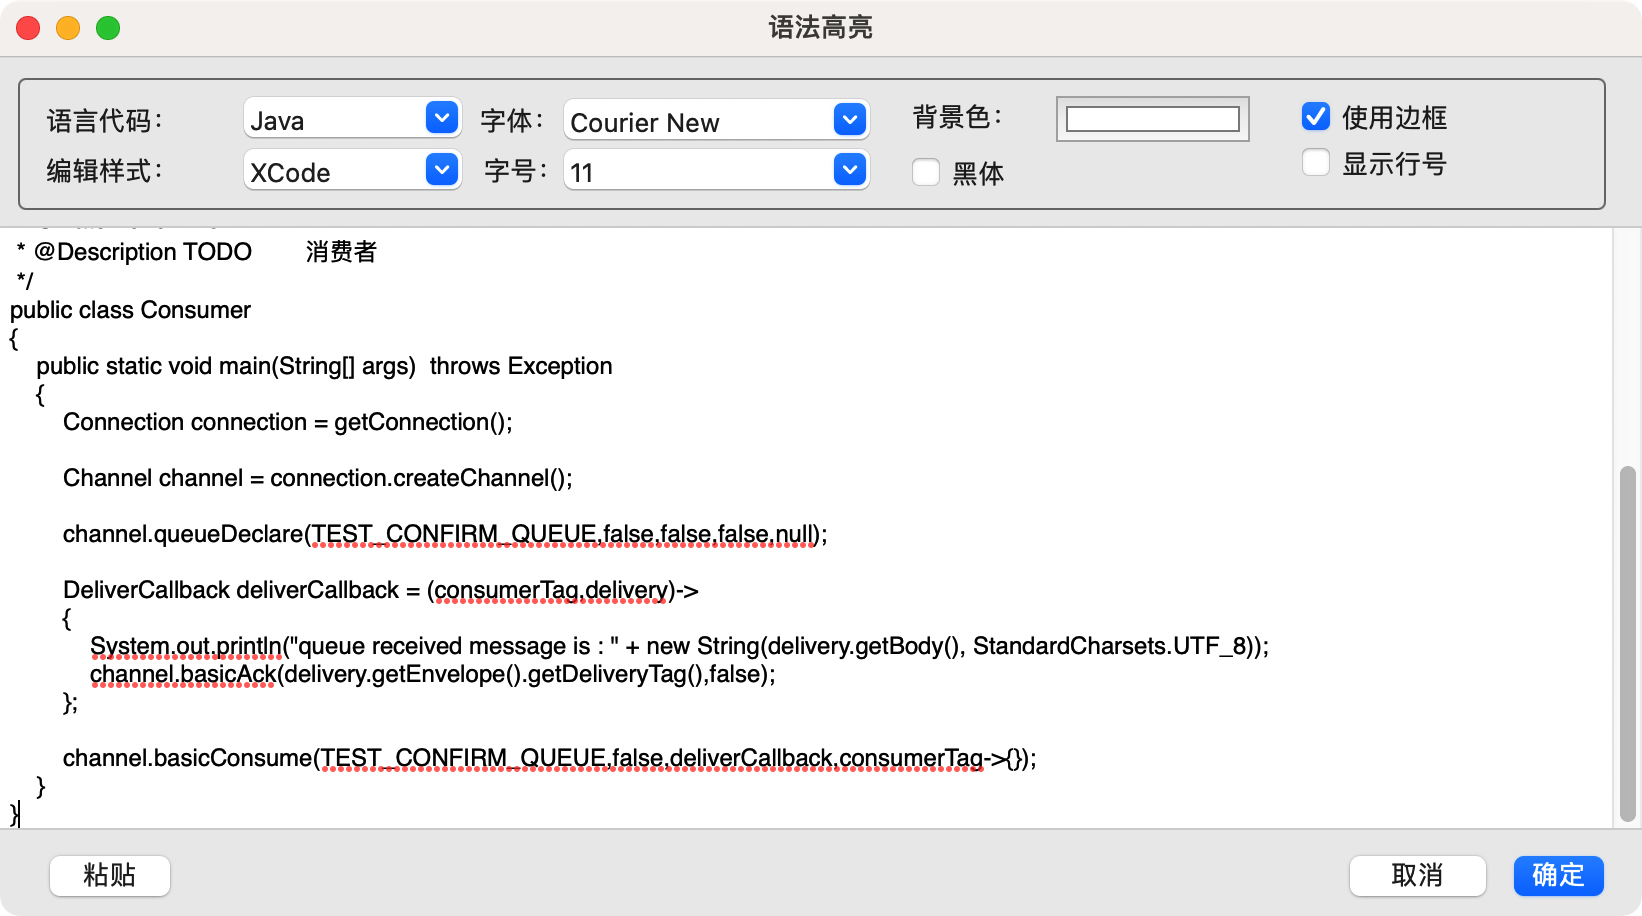 语法高亮
语言代码： Java 字体： Courier New 背景色： 使用边框
编辑样式： XCode 字号： 11 黑体 显示行号
* @Description TODO 消费者
*/
public class Consumer
{
public static void main(String[] args)  throws Exception
{
Connection connection = getConnection();
Channel channel = connection.createChannel();
channel.queueDeclare(TEST_CONFIRM_QUEUE,false,false,false,null);
DeliverCallback deliverCallback = (consumerTag,delivery)->
{
System.out.println("queue received message is : " + new String(delivery.getBody(), StandardCharsets.UTF_8));
channel.basicAck(delivery.getEnvelope().getDeliveryTag(),false);
};
channel.basicConsume(TEST_CONFIRM_QUEUE,false,deliverCallback,consumerTag->{});
}
}
粘贴 取消 确定